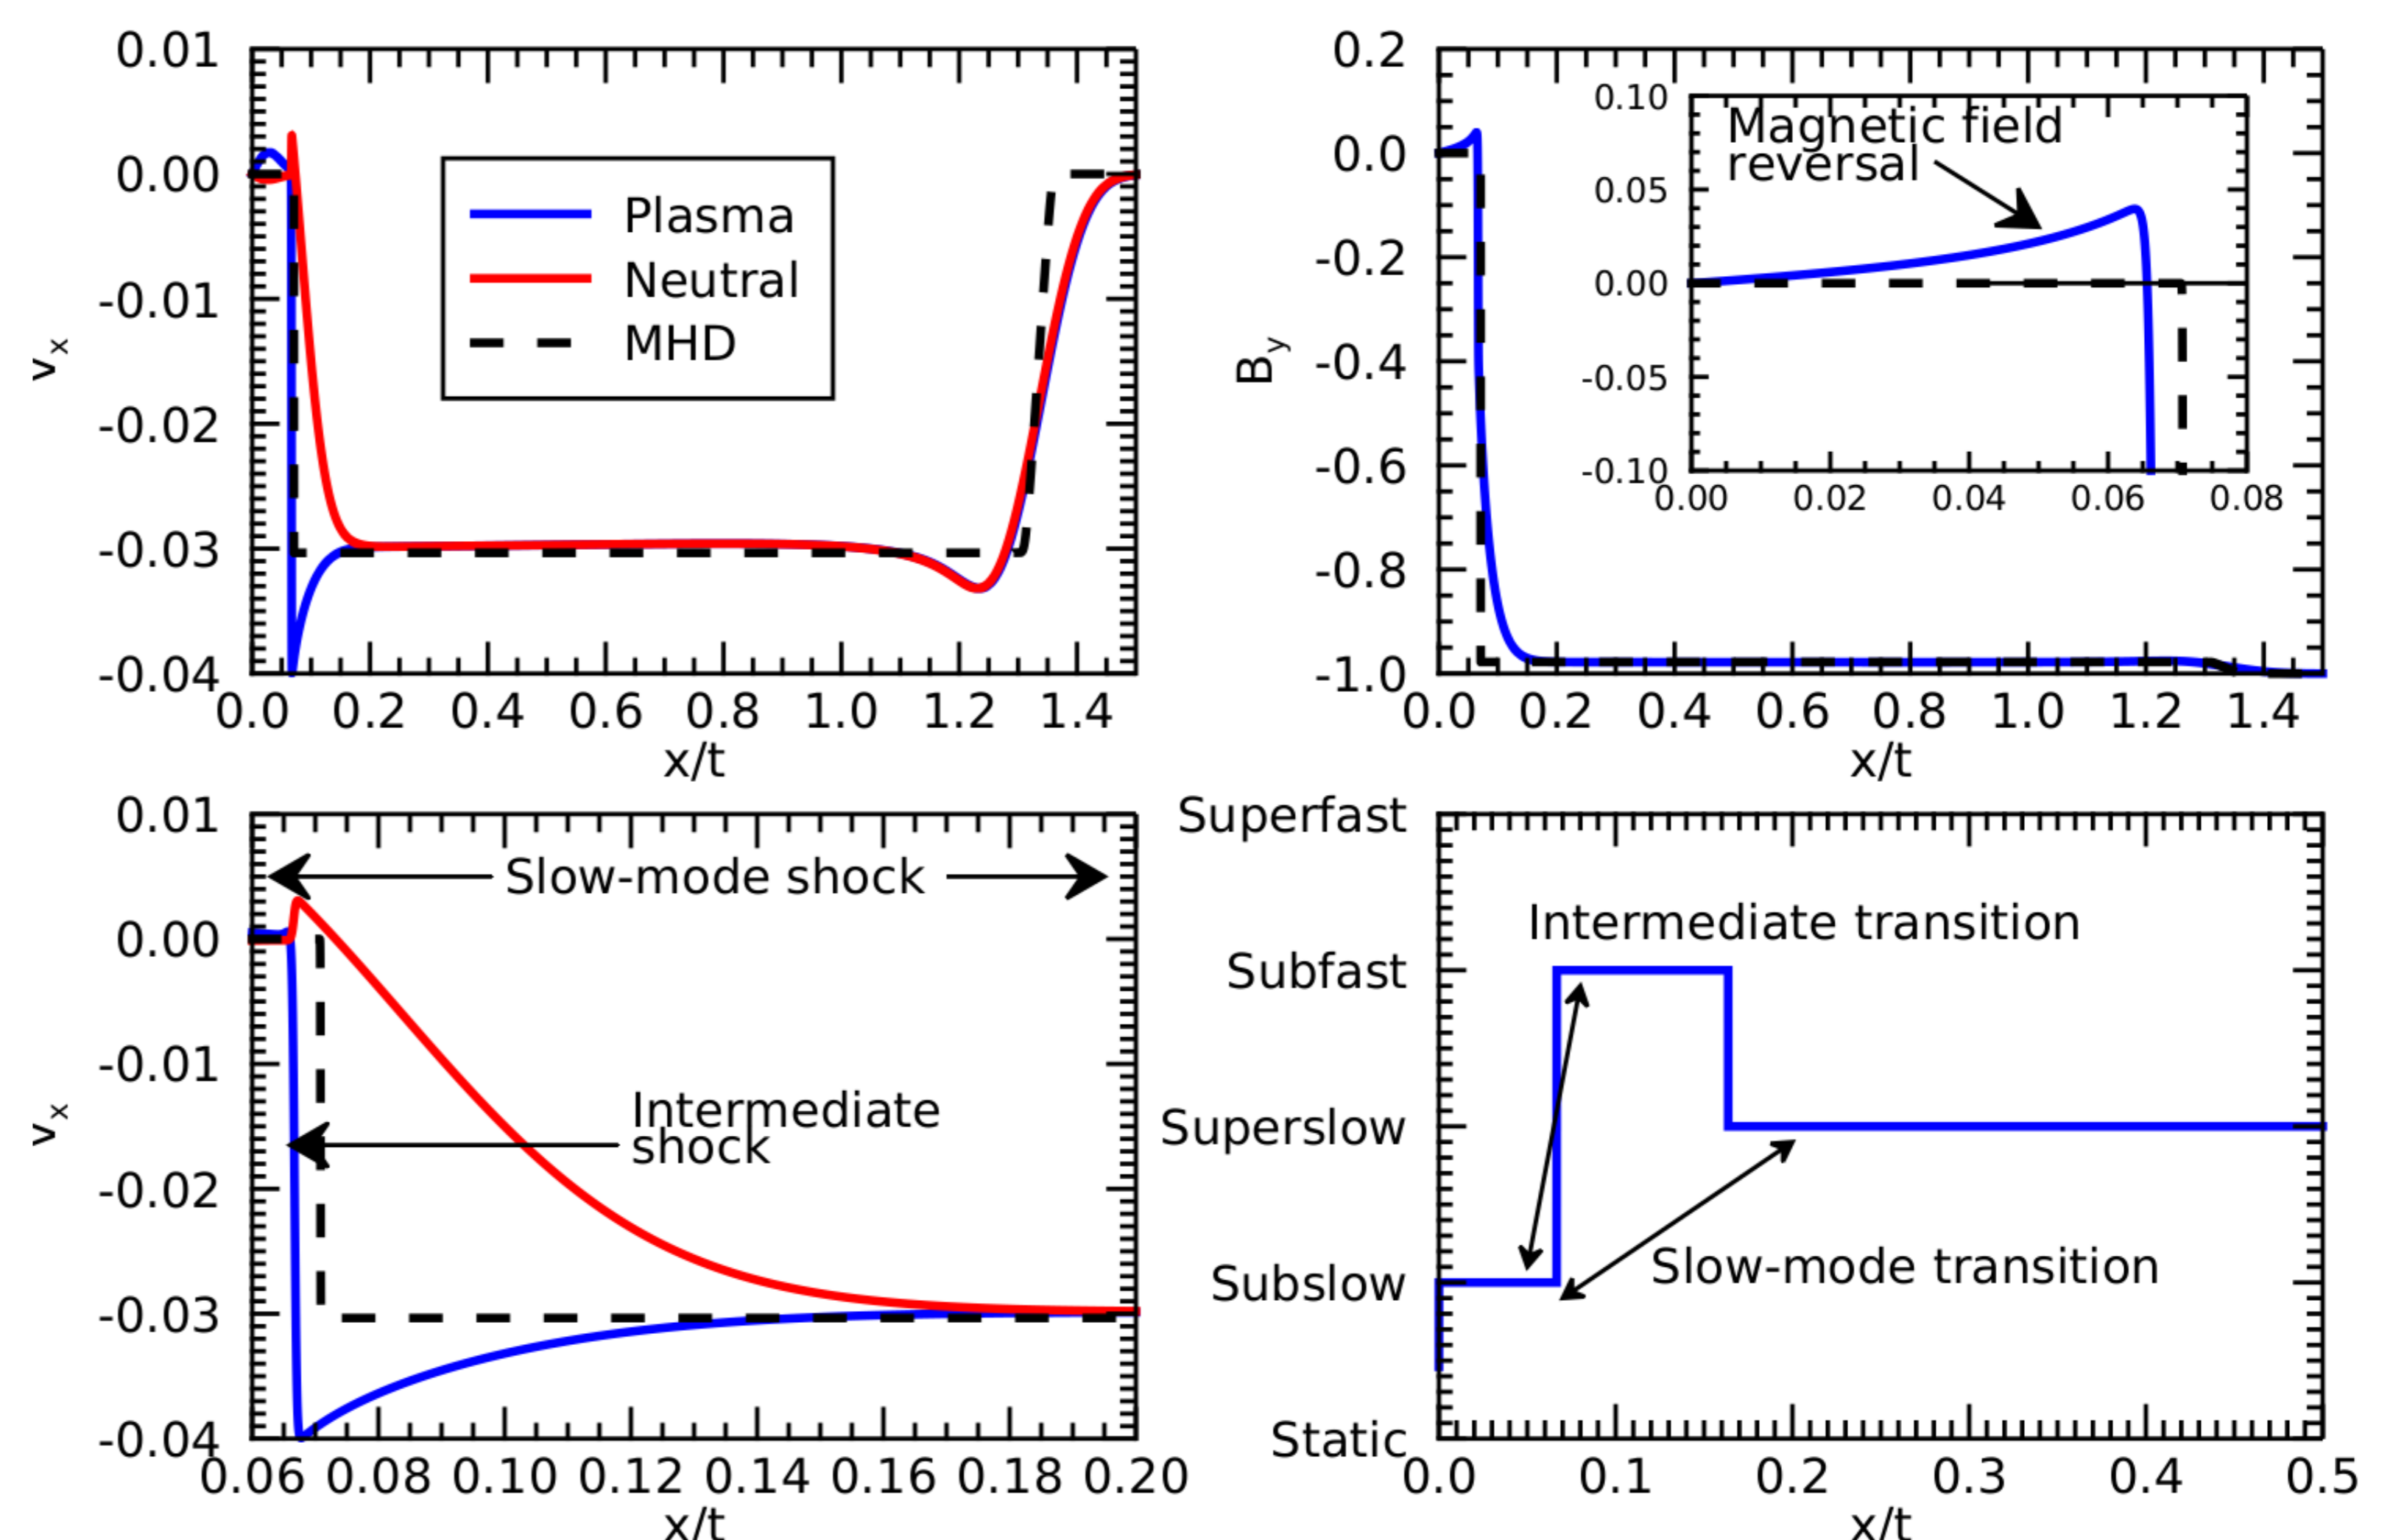 0.01
0.00
-0.01
-0.02
-0.03
-0.04
v_x
Plasma
Neutral
MHD
0.0 0.2 0.4 0.6 0.8 1.0 1.2 1.4
x/t
0.2
0.0
-0.2
-0.4
-0.6
-0.8
-1.0
B_y
0.10
0.05
0.00
-0.05
-0.10
Magnetic field
reversal
0.00 0.02 0.04 0.06 0.08
0.0 0.2 0.4 0.6 0.8 1.0 1.2 1.4
x/t
0.01
0.00
-0.01
-0.02
-0.03
-0.04
v_x
Slow-mode shock
Intermediate
shock
0.06 0.08 0.10 0.12 0.14 0.16 0.18 0.20
x/t
Superfast
Subfast
Superslow
Subslow
Static
Intermediate transition
Slow-mode transition
0.0 0.1 0.2 0.3 0.4 0.5
x/t